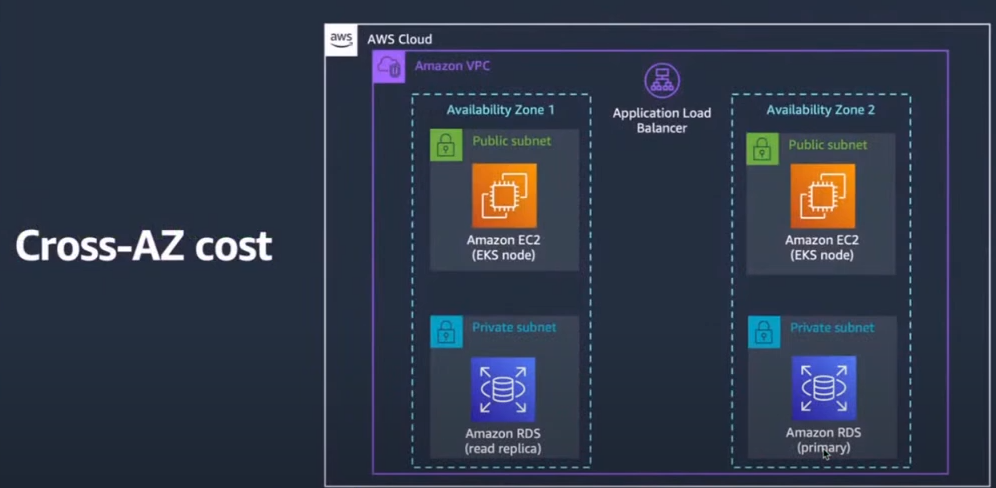 Cross-AZ cost
aws
AWS Cloud
Amazon VPC
Application Load
Balancer
Availability Zone 1
Public subnet
Amazon EC2
(EKS node)
Private subnet
Amazon RDS
(read replica)
Availability Zone 2
Public subnet
Amazon EC2
(EKS node)
Private subnet
Amazon RDS
(primary)